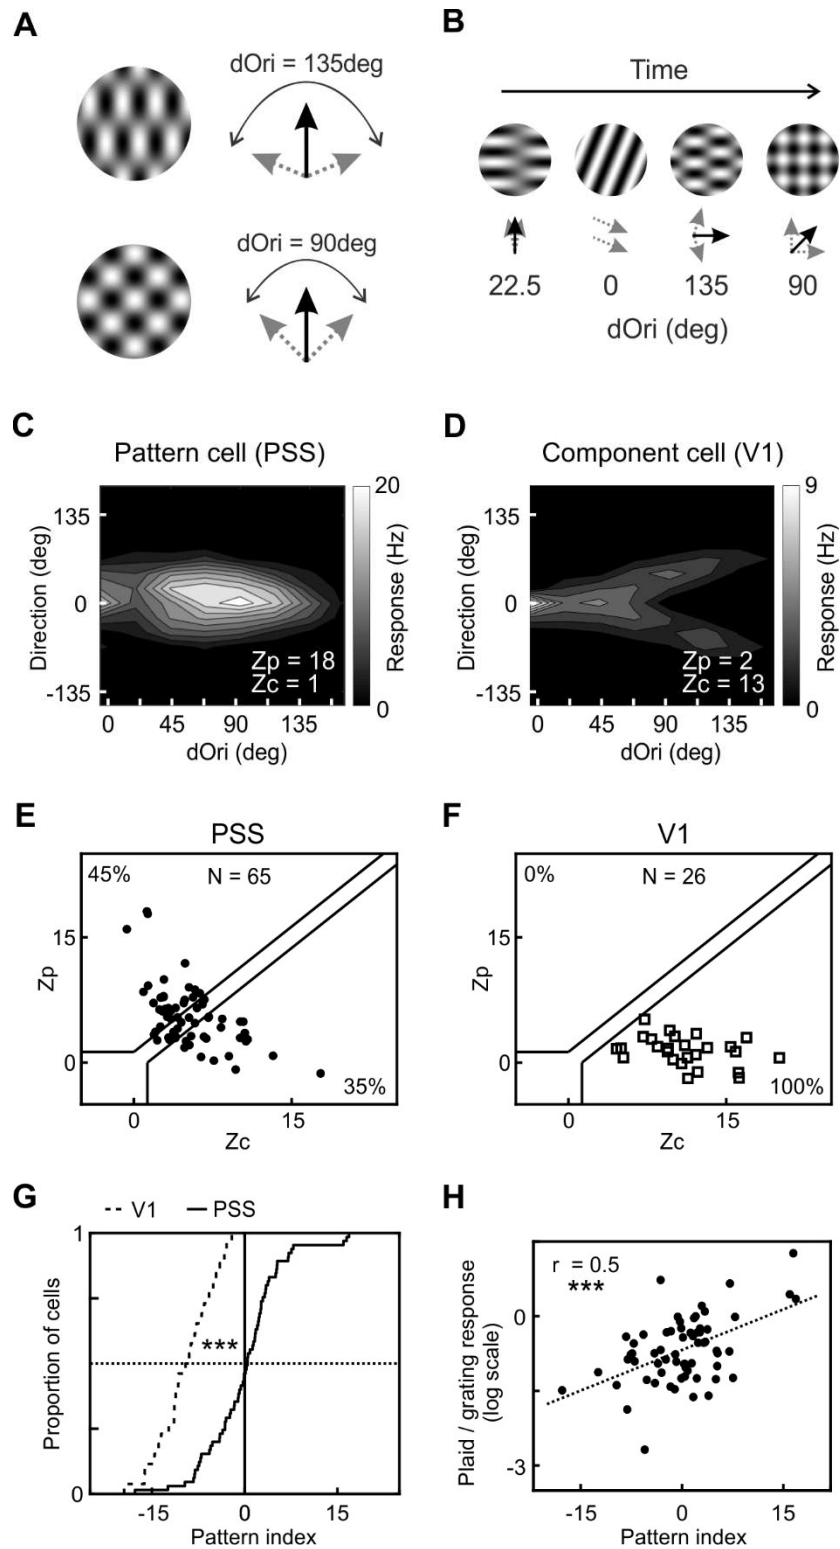 A
dOri = 135deg
dOri = 90deg
B
Time
22.5 0 135 90
dOri (deg)
C
Pattern cell (PSS)
135
0
-135
Direction (deg)
0 45 90 135
dOri (deg)
Zp = 18
Zc = 1
20
0
Response (Hz)
D
Component cell (V1)
135
0
-135
Direction (deg)
0 45 90 135
dOri (deg)
Zp = 2
Zc = 13
9
0
Response (Hz)
E
PSS
45%
N = 65
15
0
Zp
35%
0 15
Zc
F
V1
0%
N = 26
15
0
Zp
100%
0 15
Zc
G
V1 PSS
1
0
Proportion of cells
***
-15 0 15
Pattern index
H
r = 0.5
***
0
-3
Plaid / grating response
(log scale)
-15 0 15
Pattern index